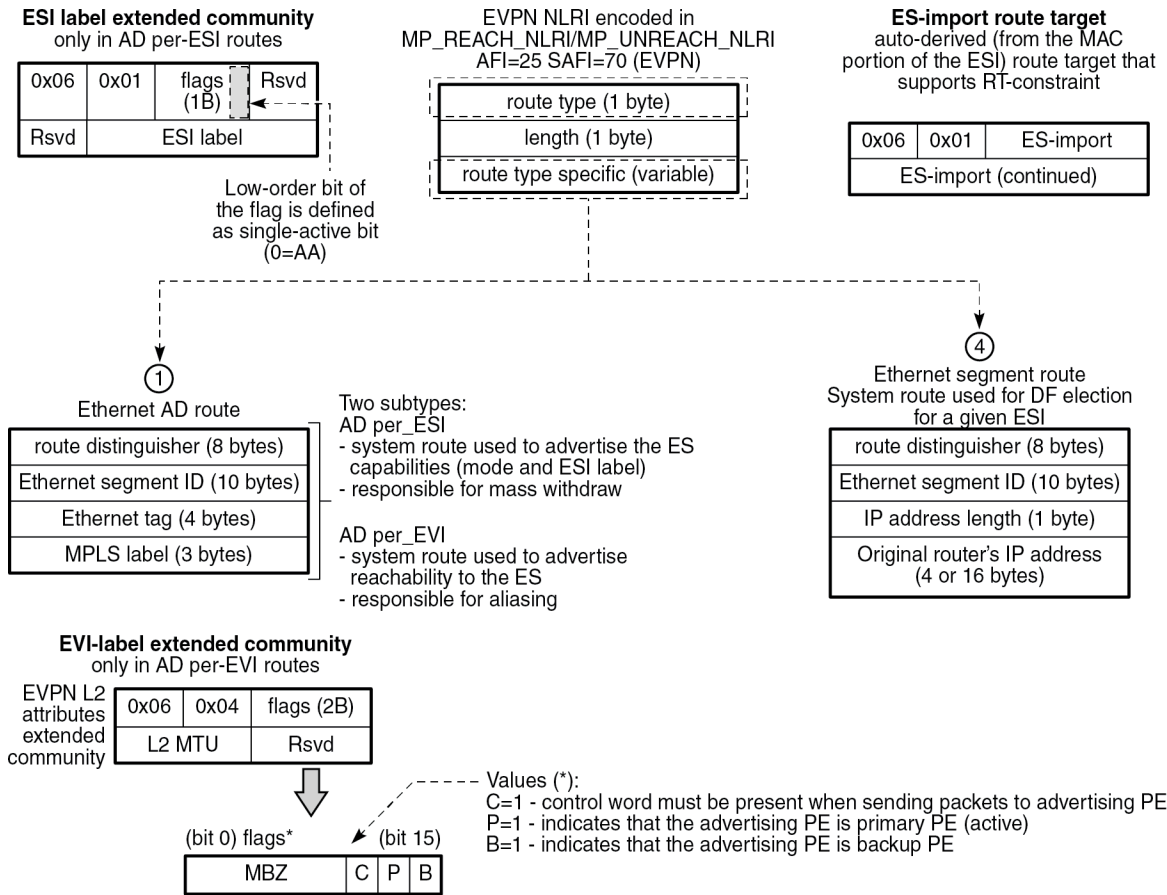 ESI label extended community
only in AD per-ESI routes
0x06 0x01 flags (1B) Rsvd
Rsvd ESI label
Low-order bit of
the flag is defined
as single-active bit
(0=AA)
EVPN NLRI encoded in
MP_REACH_NLRI/MP_UNREACH_NLRI
AFI=25 SAFI=70 (EVPN)
route type (1 byte)
length (1 byte)
route type specific (variable)
ES-import route target
auto-derived (from the MAC
portion of the ESI) route target that
supports RT-constraint
0x06 0x01 ES-import
ES-import (continued)
1
Ethernet AD route
route distinguisher (8 bytes)
Ethernet segment ID (10 bytes)
Ethernet tag (4 bytes)
MPLS label (3 bytes)
Two subtypes:
AD per_ESI
- system route used to advertise the ES
capabilities (mode and ESI label)
- responsible for mass withdraw
AD per_EVI
- system route used to advertise
reachability to the ES
- responsible for aliasing
4
Ethernet segment route
System route used for DF election
for a given ESI
route distinguisher (8 bytes)
Ethernet segment ID (10 bytes)
IP address length (1 byte)
Original router's IP address
(4 or 16 bytes)
EVI-label extended community
only in AD per-EVI routes
EVPN L2
attributes
extended
community
0x06 0x04 flags (2B)
L2 MTU Rsvd
(bit 0) flags* (bit 15)
MBZ C P B
Values (*):
C=1 - control word must be present when sending packets to advertising PE
P=1 - indicates that the advertising PE is primary PE (active)
B=1 - indicates that the advertising PE is backup PE